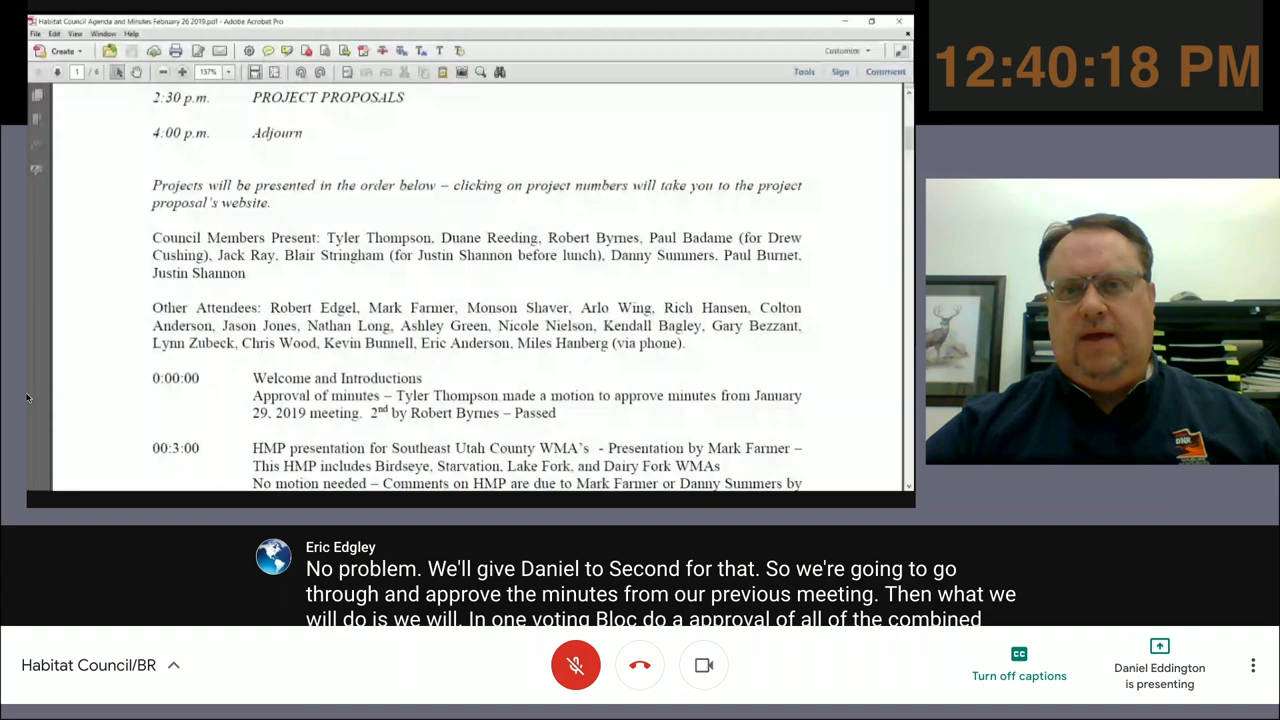 Habitat Council Agenda and Minutes February 26 2019.pdf - Adobe Acrobat Pro
File Edit View Window Help
Create
Customize
1 / 6 137%
Tools Sign Comment
2:30 p.m. PROJECT PROPOSALS
4:00 p.m. Adjourn
Projects will be presented in the order below – clicking on project numbers will take you to the project
proposal's website.
Council Members Present: Tyler Thompson, Duane Reeding, Robert Byrnes, Paul Badame (for Drew
Cushing), Jack Ray, Blair Stringham (for Justin Shannon before lunch), Danny Summers, Paul Burnet,
Justin Shannon
Other Attendees: Robert Edgel, Mark Farmer, Monson Shaver, Arlo Wing, Rich Hansen, Colton
Anderson, Jason Jones, Nathan Long, Ashley Green, Nicole Nielson, Kendall Bagley, Gary Bezzant,
Lynn Zubeck, Chris Wood, Kevin Bunnell, Eric Anderson, Miles Hanberg (via phone).
0:00:00 Welcome and Introductions
Approval of minutes – Tyler Thompson made a motion to approve minutes from January
29, 2019 meeting. 2nd by Robert Byrnes – Passed
00:3:00 HMP presentation for Southeast Utah County WMA's - Presentation by Mark Farmer –
This HMP includes Birdseye, Starvation, Lake Fork, and Dairy Fork WMAs
No motion needed – Comments on HMP are due to Mark Farmer or Danny Summers by
12:40:18 PM
DNR
Eric Edgley
No problem. We'll give Daniel to Second for that. So we're going to go
through and approve the minutes from our previous meeting. Then what we
will do is we will. In one voting Bloc do a approval of all of the combined
Habitat Council/BR
Turn off captions
Daniel Eddington
is presenting